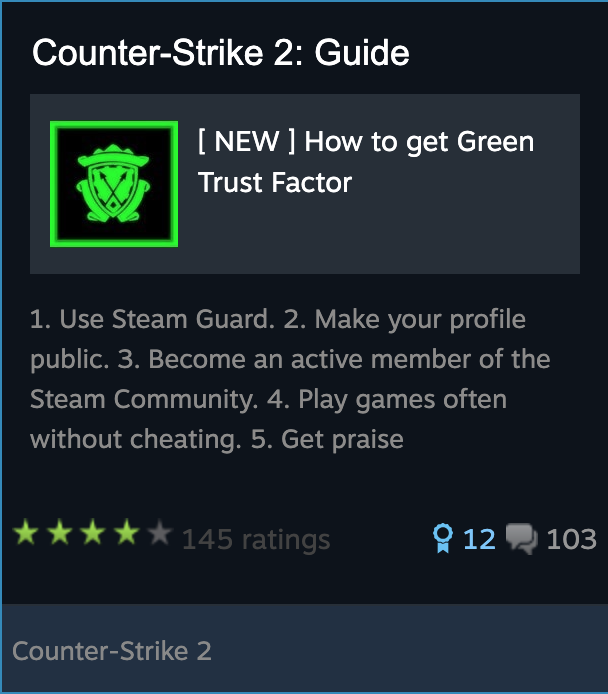 Counter-Strike 2: Guide
[ NEW ] How to get Green
Trust Factor
1. Use Steam Guard. 2. Make your profile
public. 3. Become an active member of the
Steam Community. 4. Play games often
without cheating. 5. Get praise
145 ratings 12 103
Counter-Strike 2